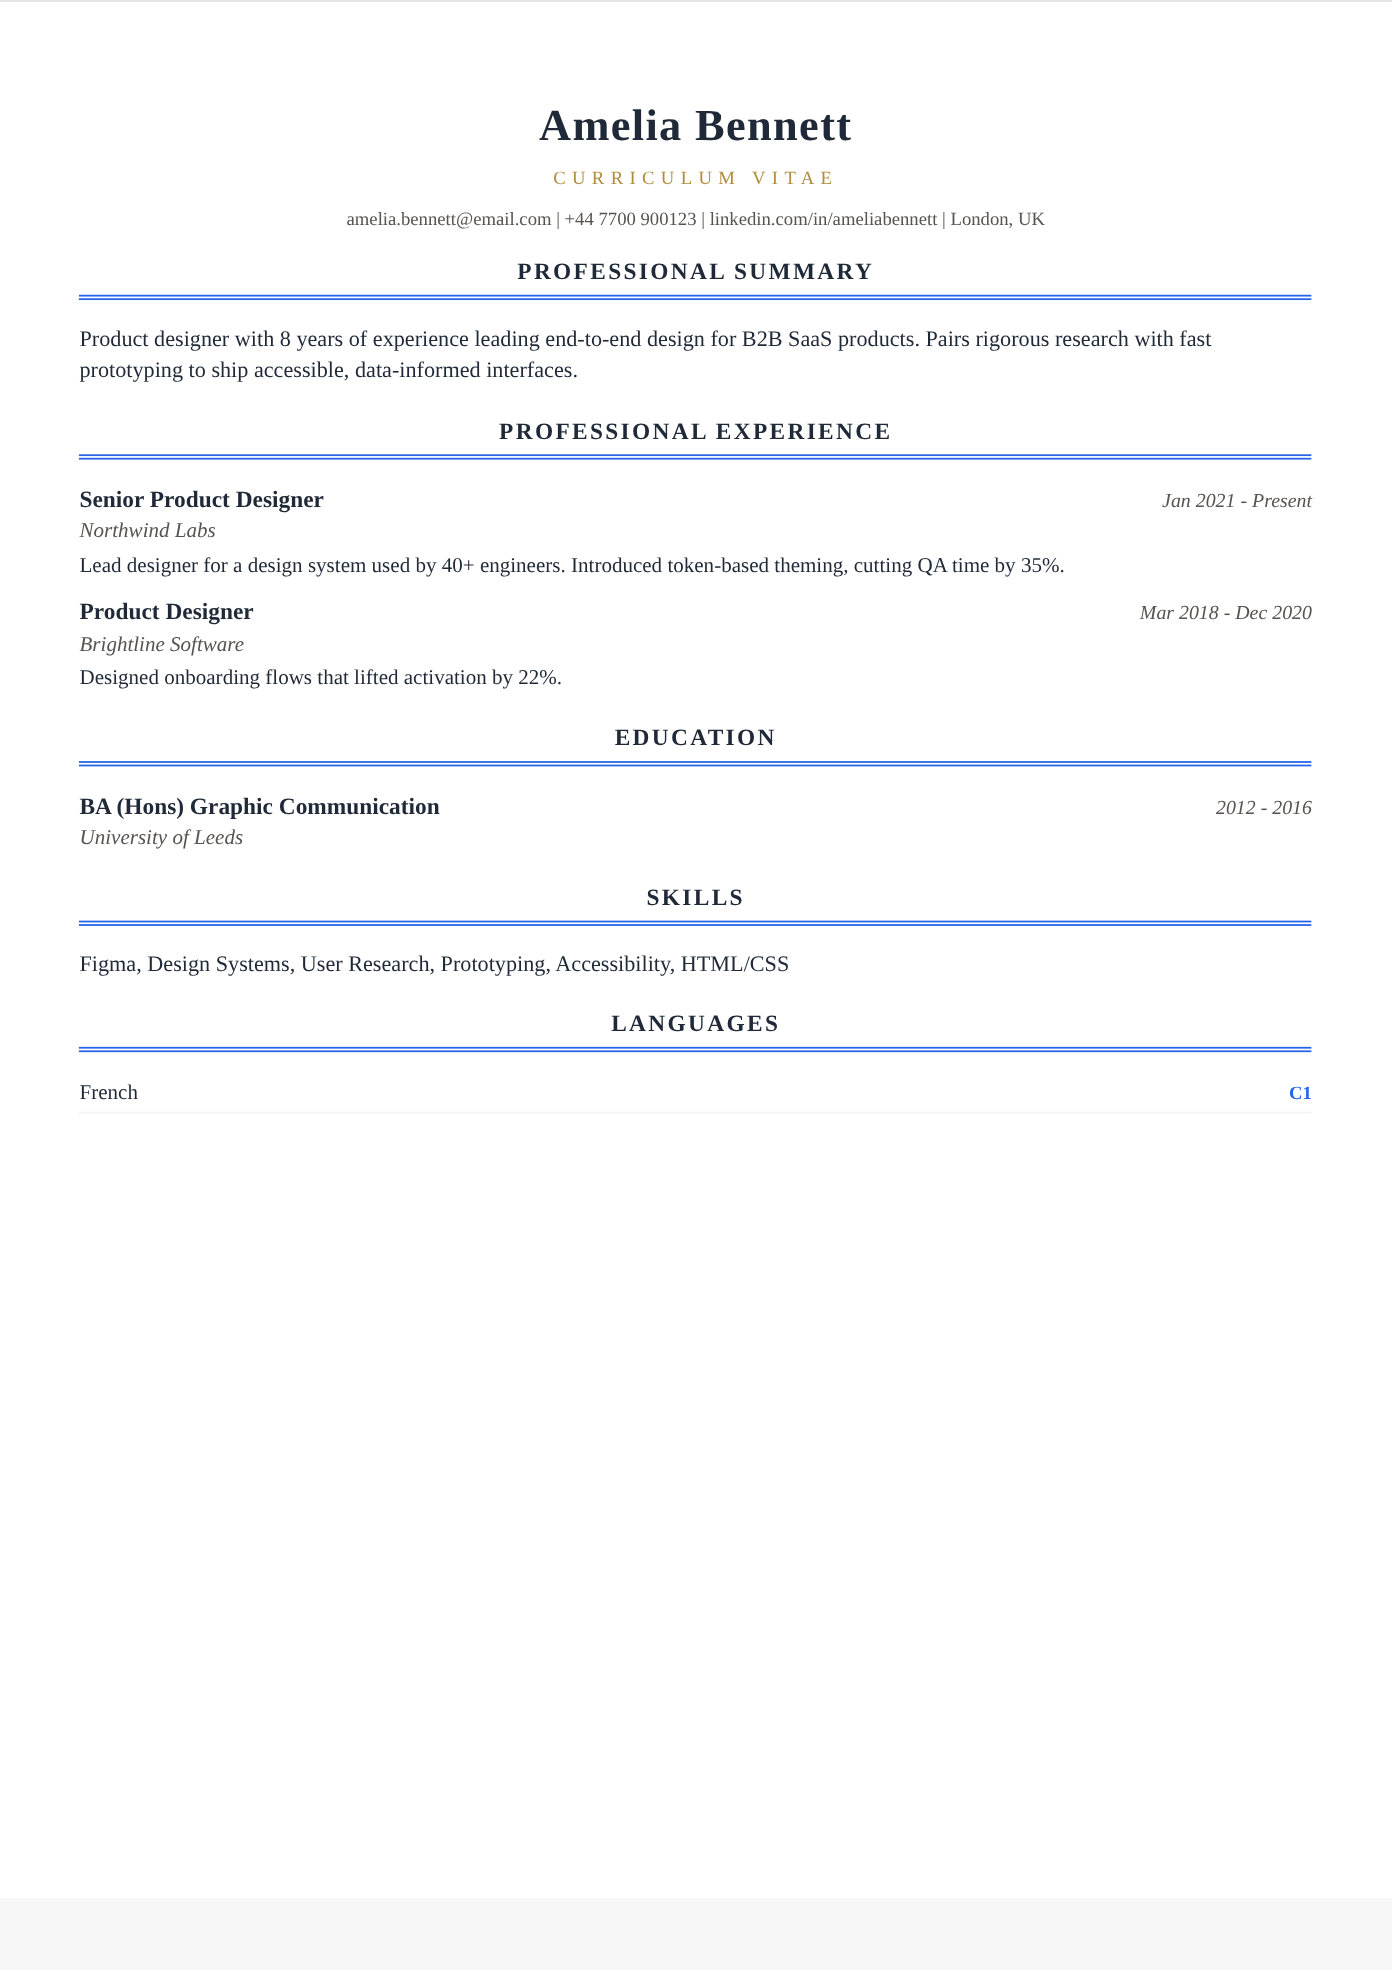 Amelia Bennett
CURRICULUM VITAE
amelia.bennett@email.com | +44 7700 900123 | linkedin.com/in/ameliabennett | London, UK
PROFESSIONAL SUMMARY
Product designer with 8 years of experience leading end-to-end design for B2B SaaS products. Pairs rigorous research with fast
prototyping to ship accessible, data-informed interfaces.
PROFESSIONAL EXPERIENCE
Senior Product Designer Jan 2021 - Present
Northwind Labs
Lead designer for a design system used by 40+ engineers. Introduced token-based theming, cutting QA time by 35%.
Product Designer Mar 2018 - Dec 2020
Brightline Software
Designed onboarding flows that lifted activation by 22%.
EDUCATION
BA (Hons) Graphic Communication 2012 - 2016
University of Leeds
SKILLS
Figma, Design Systems, User Research, Prototyping, Accessibility, HTML/CSS
LANGUAGES
French C1